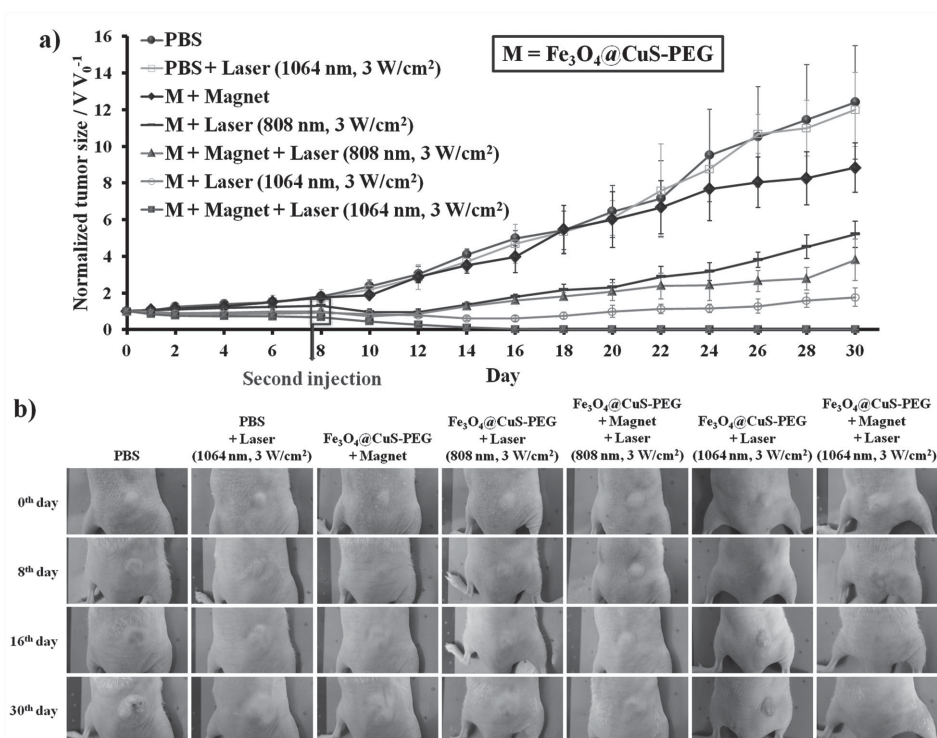 a)
16
14
12
10
8
6
4
2
0
Normalized tumor size / V V₀⁻¹
PBS
PBS + Laser (1064 nm, 3 W/cm²)
M + Magnet
M + Laser (808 nm, 3 W/cm²)
M + Magnet + Laser (808 nm, 3 W/cm²)
M + Laser (1064 nm, 3 W/cm²)
M + Magnet + Laser (1064 nm, 3 W/cm²)
M = Fe₃O₄@CuS-PEG
0 2 4 6 8 10 12 14 16 18 20 22 24 26 28 30
Second injection
Day
b)
PBS
PBS
+ Laser
(1064 nm, 3 W/cm²)
Fe₃O₄@CuS-PEG
+ Magnet
Fe₃O₄@CuS-PEG
+ Laser
(808 nm, 3 W/cm²)
Fe₃O₄@CuS-PEG
+ Magnet
+ Laser
(808 nm, 3 W/cm²)
Fe₃O₄@CuS-PEG
+ Laser
(1064 nm, 3 W/cm²)
Fe₃O₄@CuS-PEG
+ Magnet
+ Laser
(1064 nm, 3 W/cm²)
0ᵗʰ day
8ᵗʰ day
16ᵗʰ day
30ᵗʰ day